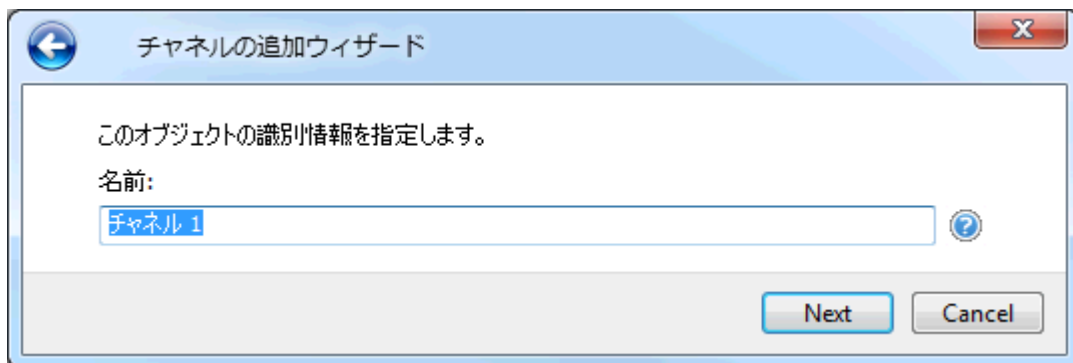 チャネルの追加ウィザード
このオブジェクトの識別情報を指定します。
名前:
チャネル 1
Next Cancel